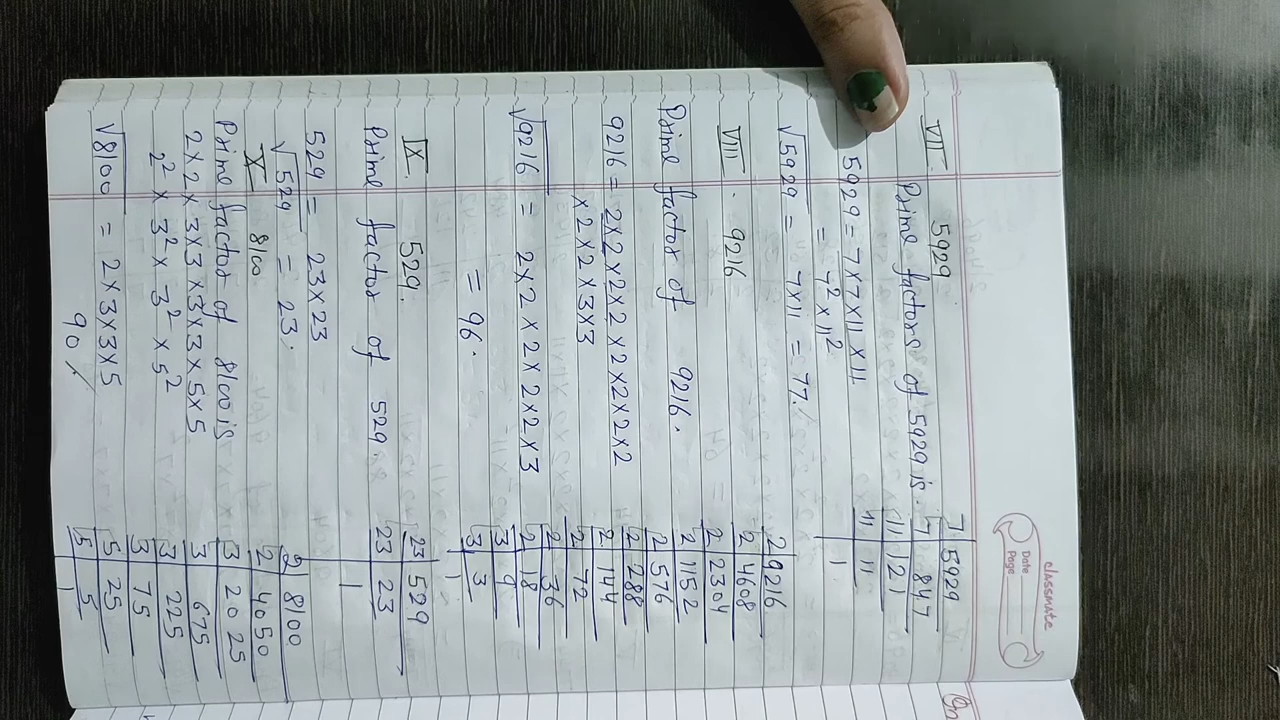 classmate
Date
Page
VII. 5929
Prime factors of 5929 is
5929 = 7×7×11×11
= 7² × 11²
√5929 = 7×11 = 77.
7 5929
7 847
11 121
11 11
1
VIII. 9216
Prime factor of 9216.
9216 = 2×2×2×2×2×2×2×2
×2×2×3×3
√9216 = 2×2×2×2×2×3
= 96.
2 9216
2 4608
2 2304
2 1152
2 576
2 288
2 144
2 72
2 36
2 18
3 9
3 3
1
IX. 529.
Prime factor of 529.
529 = 23×23
√529 = 23.
23 529
23 23
1
X 8100
Prime factor of 8100 is
2×2×3×3×3×3×5×5
2² × 3² × 3² × 5²
√8100 = 2×3×3×5
90
2 8100
2 4050
3 2025
3 675
3 225
3 75
5 25
5 5
1